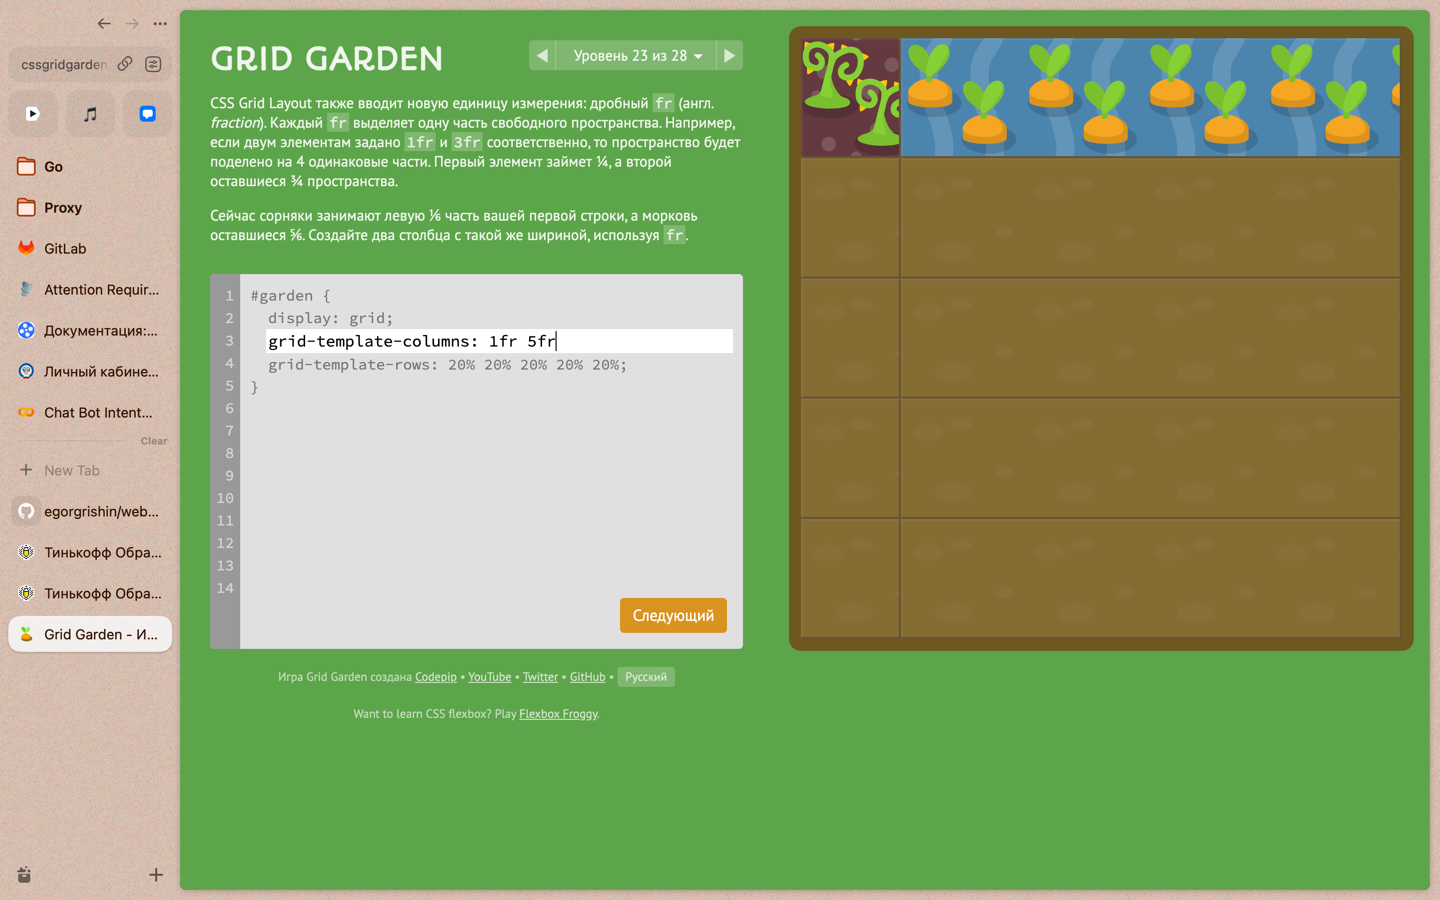 cssgridgarden
Go
Proxy
GitLab
Attention Requir...
Документация:...
Личный кабине...
Chat Bot Intent...
Clear
New Tab
egorgrishin/web...
Тинькофф Обра...
Тинькофф Обра...
Grid Garden - И...
GRID GARDEN
Уровень 23 из 28
CSS Grid Layout также вводит новую единицу измерения: дробный fr (англ.
fraction). Каждый fr выделяет одну часть свободного пространства. Например,
если двум элементам задано 1fr и 3fr соответственно, то пространство будет
поделено на 4 одинаковые части. Первый элемент займет ¼, а второй
оставшиеся ¾ пространства.
Сейчас сорняки занимают левую ⅙ часть вашей первой строки, а морковь
оставшиеся ⅚. Создайте два столбца с такой же шириной, используя fr.
1 #garden {
2 display: grid;
3 grid-template-columns: 1fr 5fr
4 grid-template-rows: 20% 20% 20% 20% 20%;
5 }
6
7
8
9
10
11
12
13
14
Следующий
Игра Grid Garden создана Codepip • YouTube • Twitter • GitHub • Русский
Want to learn CSS flexbox? Play Flexbox Froggy.